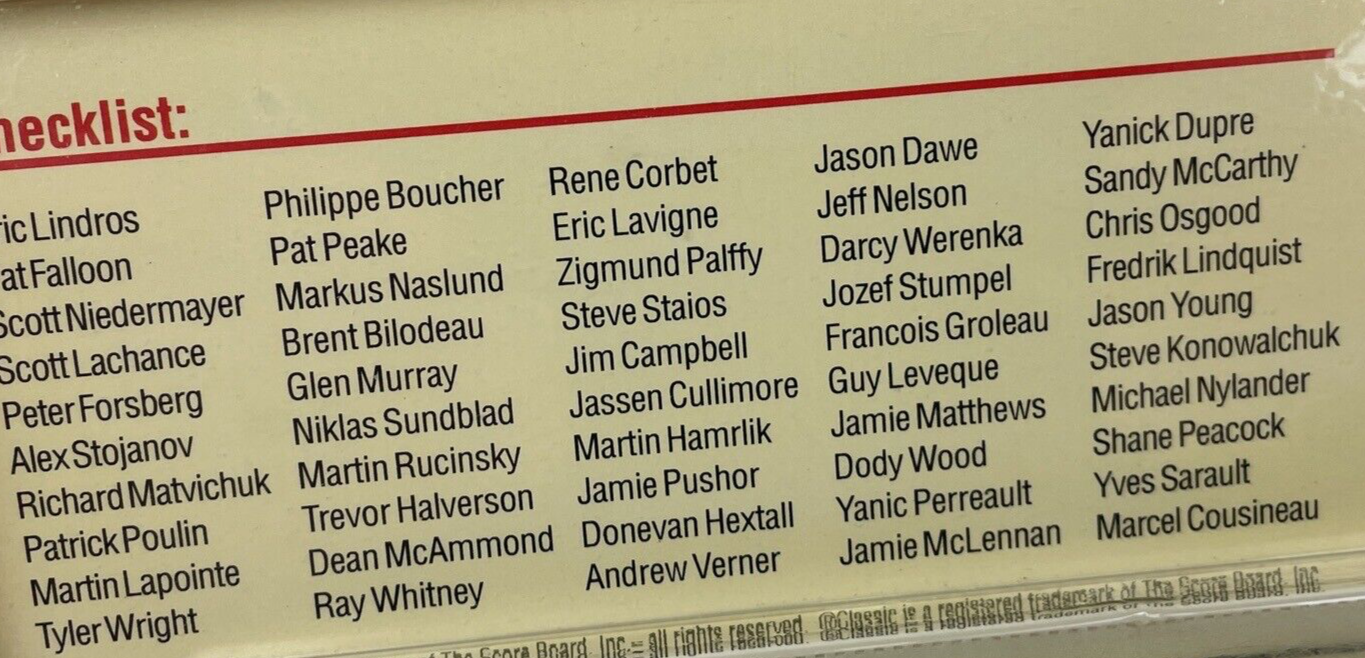 hecklist:
ric Lindros
at Falloon
Scott Niedermayer
Scott Lachance
Peter Forsberg
Alex Stojanov
Richard Matvichuk
Patrick Poulin
Martin Lapointe
Tyler Wright
Philippe Boucher
Pat Peake
Markus Naslund
Brent Bilodeau
Glen Murray
Niklas Sundblad
Martin Rucinsky
Trevor Halverson
Dean McAmmond
Ray Whitney
Rene Corbet
Eric Lavigne
Zigmund Palffy
Steve Staios
Jim Campbell
Jassen Cullimore
Martin Hamrlik
Jamie Pushor
Donevan Hextall
Andrew Verner
Jason Dawe
Jeff Nelson
Darcy Werenka
Jozef Stumpel
Francois Groleau
Guy Leveque
Jamie Matthews
Dody Wood
Yanic Perreault
Jamie McLennan
Yanick Dupre
Sandy McCarthy
Chris Osgood
Fredrik Lindquist
Jason Young
Steve Konowalchuk
Michael Nylander
Shane Peacock
Yves Sarault
Marcel Cousineau
The Score Board, Inc. = all rights reserved. ®Classic is a registered trademark of The Score Board, Inc.